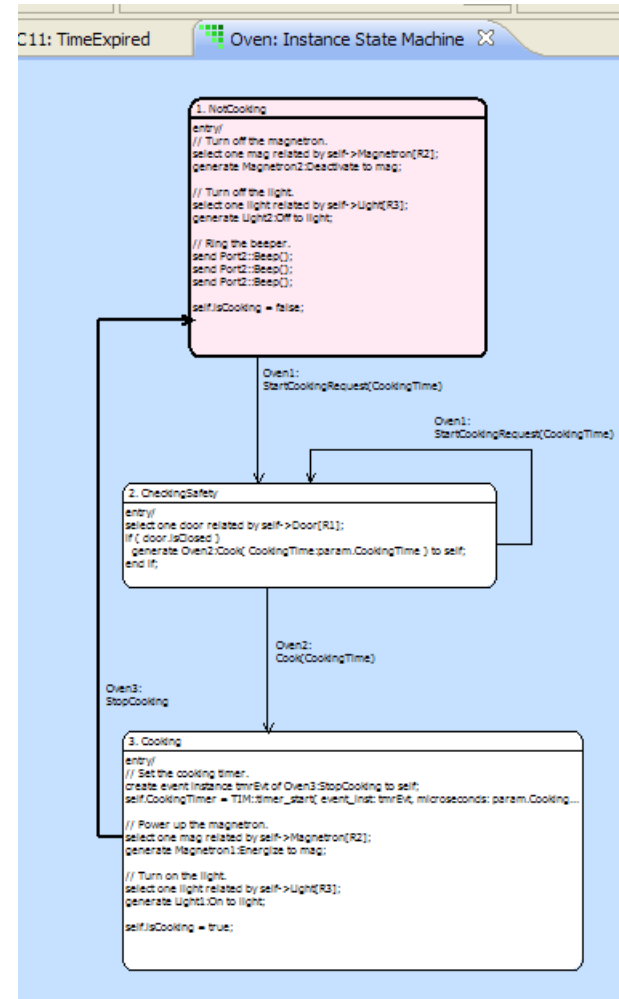 C11: TimeExpired
Oven: Instance State Machine
1. NotCooking
entry/
// Turn off the magnetron.
select one mag related by self->Magnetron[R2];
generate Magnetron2:Deactivate to mag;
// Turn off the light.
select one light related by self->Light[R3];
generate Light2:Off to light;
// Ring the beeper.
send Port2::Beep();
send Port2::Beep();
send Port2::Beep();
self.isCooking = false;
Oven1:
StartCookingRequest(CookingTime)
Oven1:
StartCookingRequest(CookingTime)
2. CheckingSafety
entry/
select one door related by self->Door[R1];
if ( door.isClosed )
generate Oven2:Cook( CookingTime:param.CookingTime ) to self;
end if;
Oven2:
Cook(CookingTime)
Oven3:
StopCooking
3. Cooking
entry/
// Set the cooking timer.
create event instance tmrEvt of Oven3:StopCooking to self;
self.CookingTimer = TIM::timer_start( event_inst: tmrEvt, microseconds: param.Cooking...
// Power up the magnetron.
select one mag related by self->Magnetron[R2];
generate Magnetron1:Energize to mag;
// Turn on the light.
select one light related by self->Light[R3];
generate Light1:On to light;
self.isCooking = true;